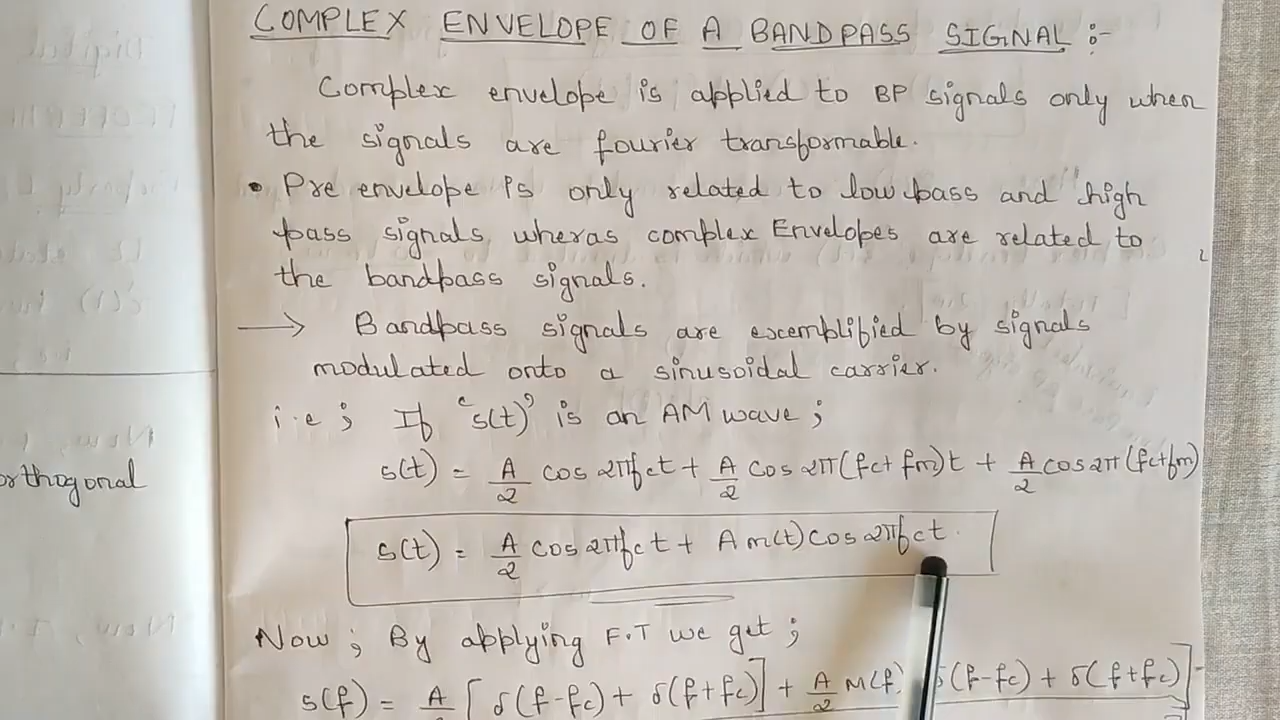 COMPLEX ENVELOPE OF A BANDPASS SIGNAL :-
Complex envelope is applied to BP signals only when
the signals are fourier transformable.
• Pre envelope is only related to low pass and high
pass signals wheras complex Envelopes are related to
the bandpass signals.
→ Bandpass signals are exemplified by signals
modulated onto a sinusoidal carrier.
i.e ; If 's(t)' is an AM wave ;
s(t) = A/2 cos 2πfct + A/2 cos 2π(fc+fm)t + A/2 cos 2π(fc+fm)
s(t) = A/2 cos 2πfct + A m(t) cos 2πfct.
orthogonal
Now ; By applying F.T we get ;
s(f) = A [δ(f-fc) + δ(f+fc)] + A/2 M(f) δ(f-fc) + δ(f+fc)]